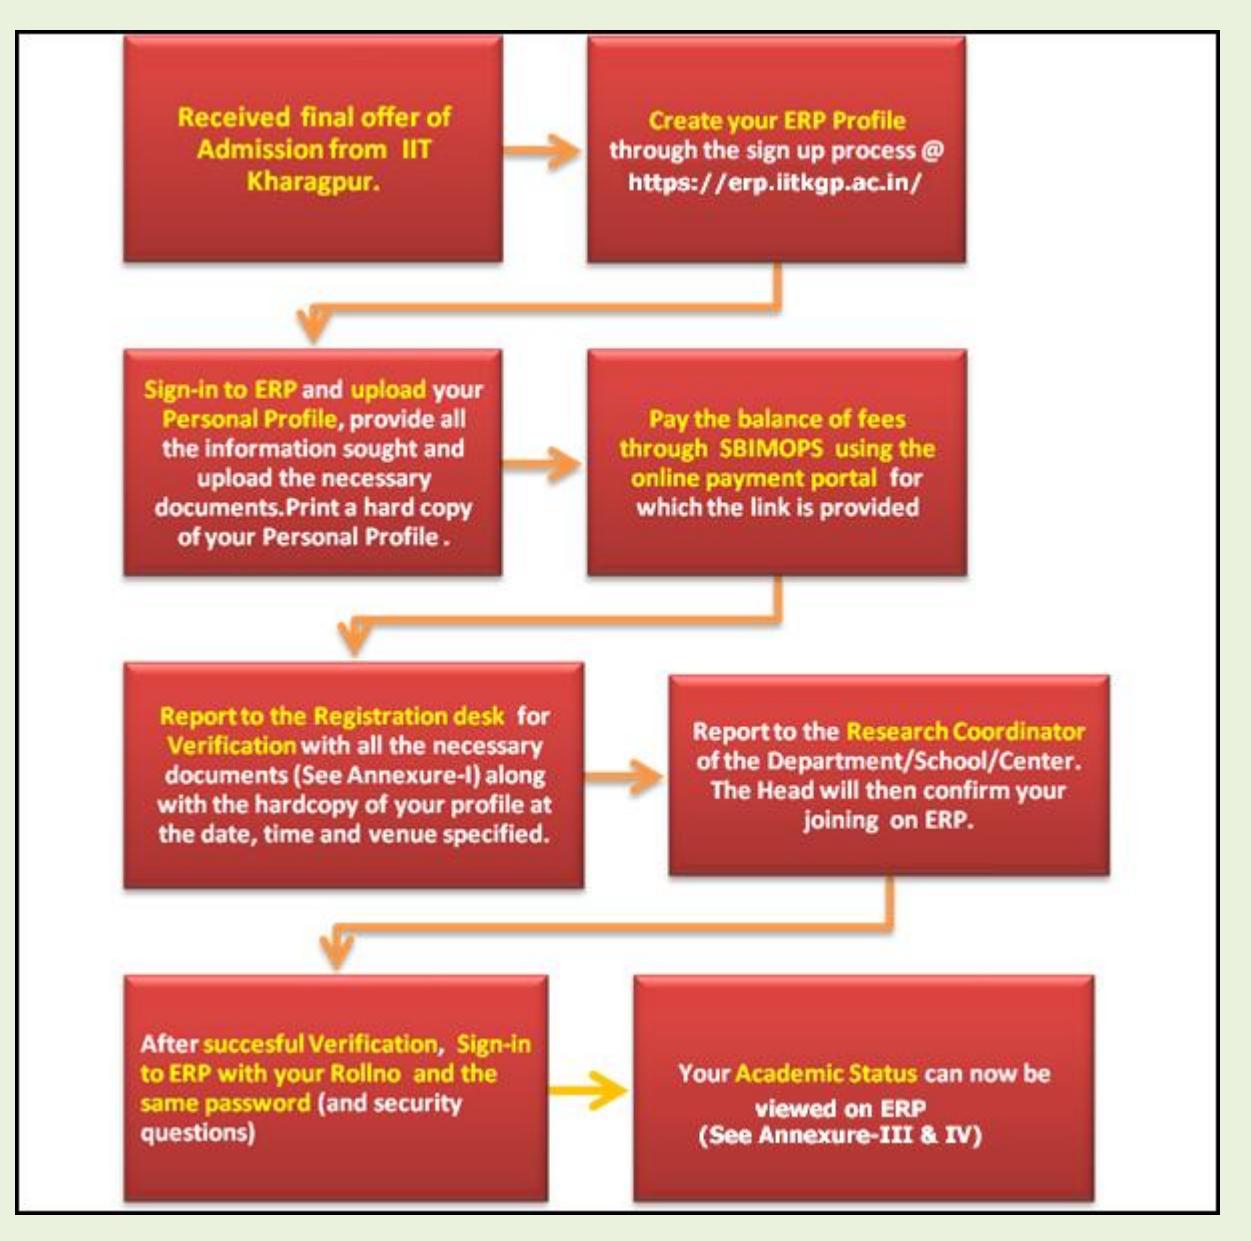 Received final offer of
Admission from IIT
Kharagpur.
Create your ERP Profile
through the sign up process @
https://erp.iitkgp.ac.in/
Sign-in to ERP and upload your
Personal Profile, provide all
the information sought and
upload the necessary
documents.Print a hard copy
of your Personal Profile .
Pay the balance of fees
through SBIMOPS using the
online payment portal for
which the link is provided
Report to the Registration desk for
Verification with all the necessary
documents (See Annexure-I) along
with the hardcopy of your profile at
the date, time and venue specified.
Report to the Research Coordinator
of the Department/School/Center.
The Head will then confirm your
joining on ERP.
After succesful Verification, Sign-in
to ERP with your Rollno and the
same password (and security
questions)
Your Academic Status can now be
viewed on ERP
(See Annexure-III & IV)